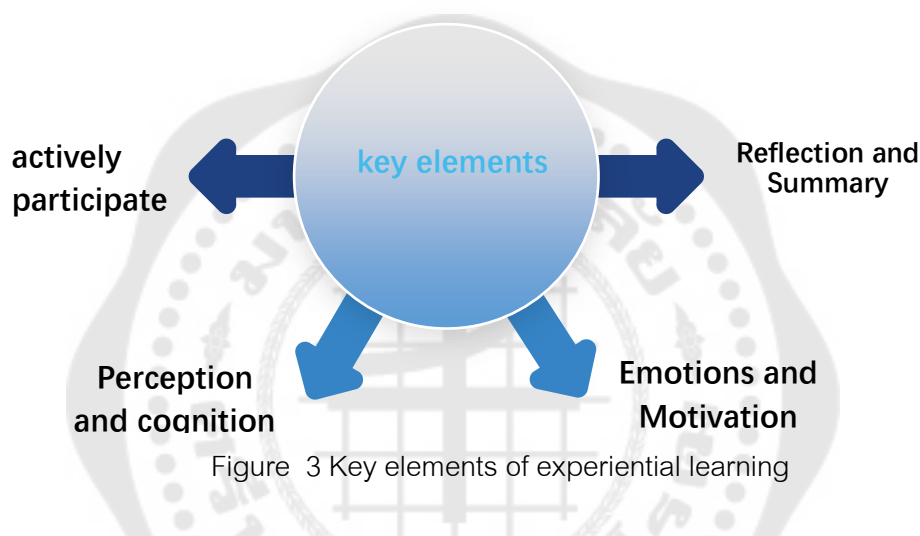 key elements
actively
participate
Reflection and
Summary
Perception
and cognition
Emotions and
Motivation
Figure 3 Key elements of experiential learning